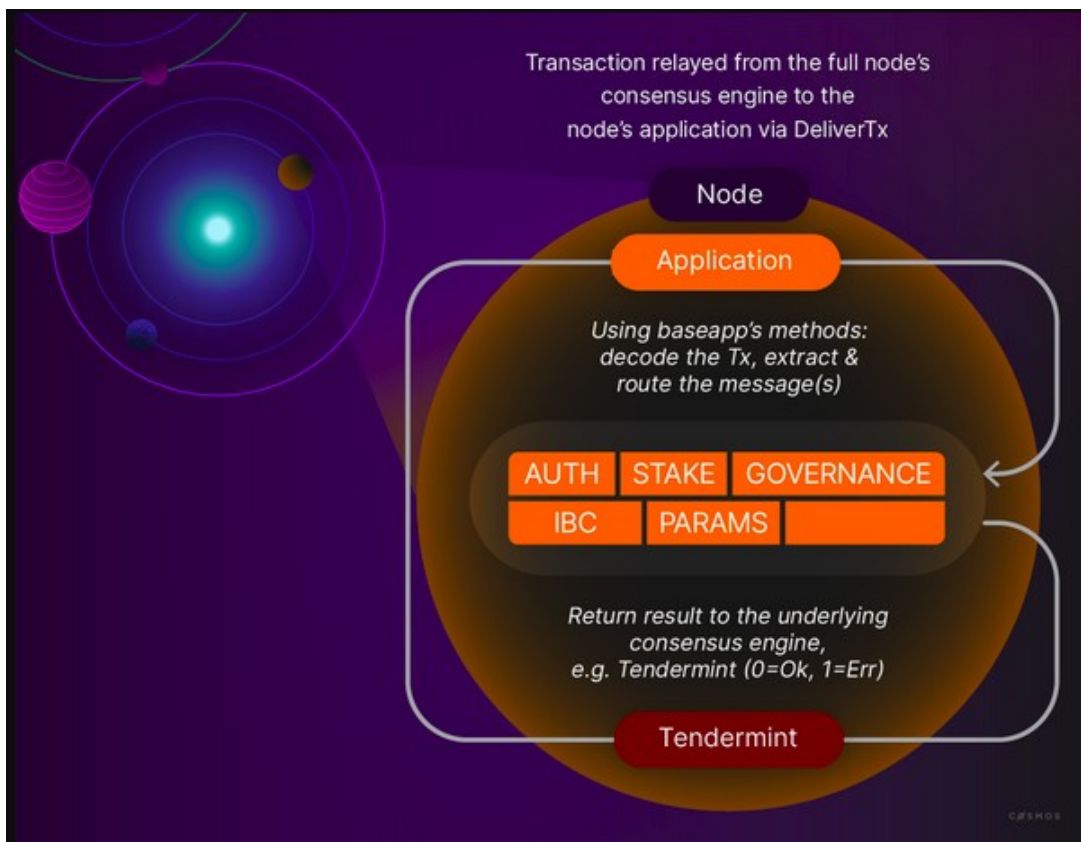 Transaction relayed from the full node's
consensus engine to the
node's application via DeliverTx
Node
Application
Using baseapp's methods:
decode the Tx, extract &
route the message(s)
AUTH STAKE GOVERNANCE
IBC PARAMS
Return result to the underlying
consensus engine,
e.g. Tendermint (0=Ok, 1=Err)
Tendermint
COSMOS